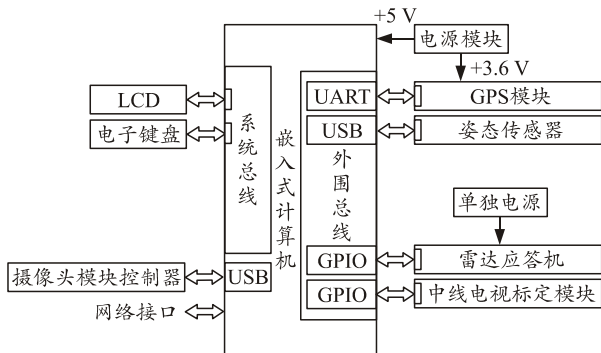 +5 V
电源模块
+3.6 V
LCD
电子键盘
系统总线
嵌入式计算机
外围总线
UART
GPS模块
USB
姿态传感器
单独电源
GPIO
雷达应答机
GPIO
中线电视标定模块
摄像头模块控制器
USB
网络接口